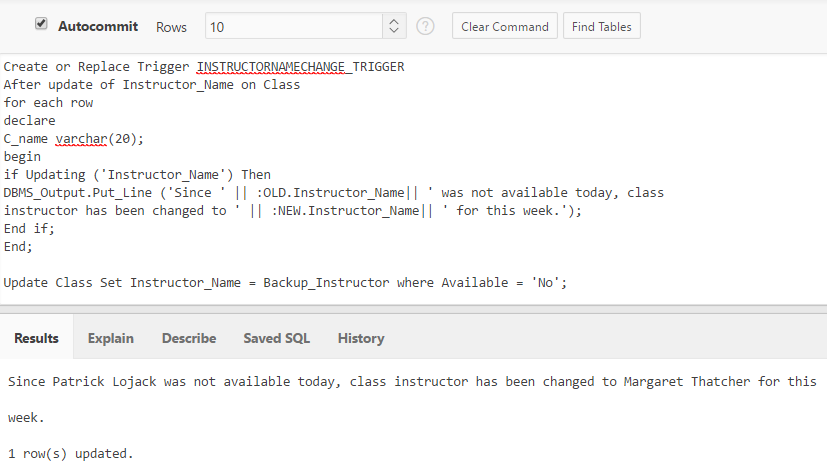 Autocommit Rows 10 ? Clear Command Find Tables
Create or Replace Trigger INSTRUCTORNAMECHANGE_TRIGGER
After update of Instructor_Name on Class
for each row
declare
C_name varchar(20);
begin
if Updating ('Instructor_Name') Then
DBMS_Output.Put_Line ('Since ' || :OLD.Instructor_Name|| ' was not available today, class
instructor has been changed to ' || :NEW.Instructor_Name|| ' for this week.');
End if;
End;
Update Class Set Instructor_Name = Backup_Instructor where Available = 'No';
Results Explain Describe Saved SQL History
Since Patrick Lojack was not available today, class instructor has been changed to Margaret Thatcher for this
week.
1 row(s) updated.